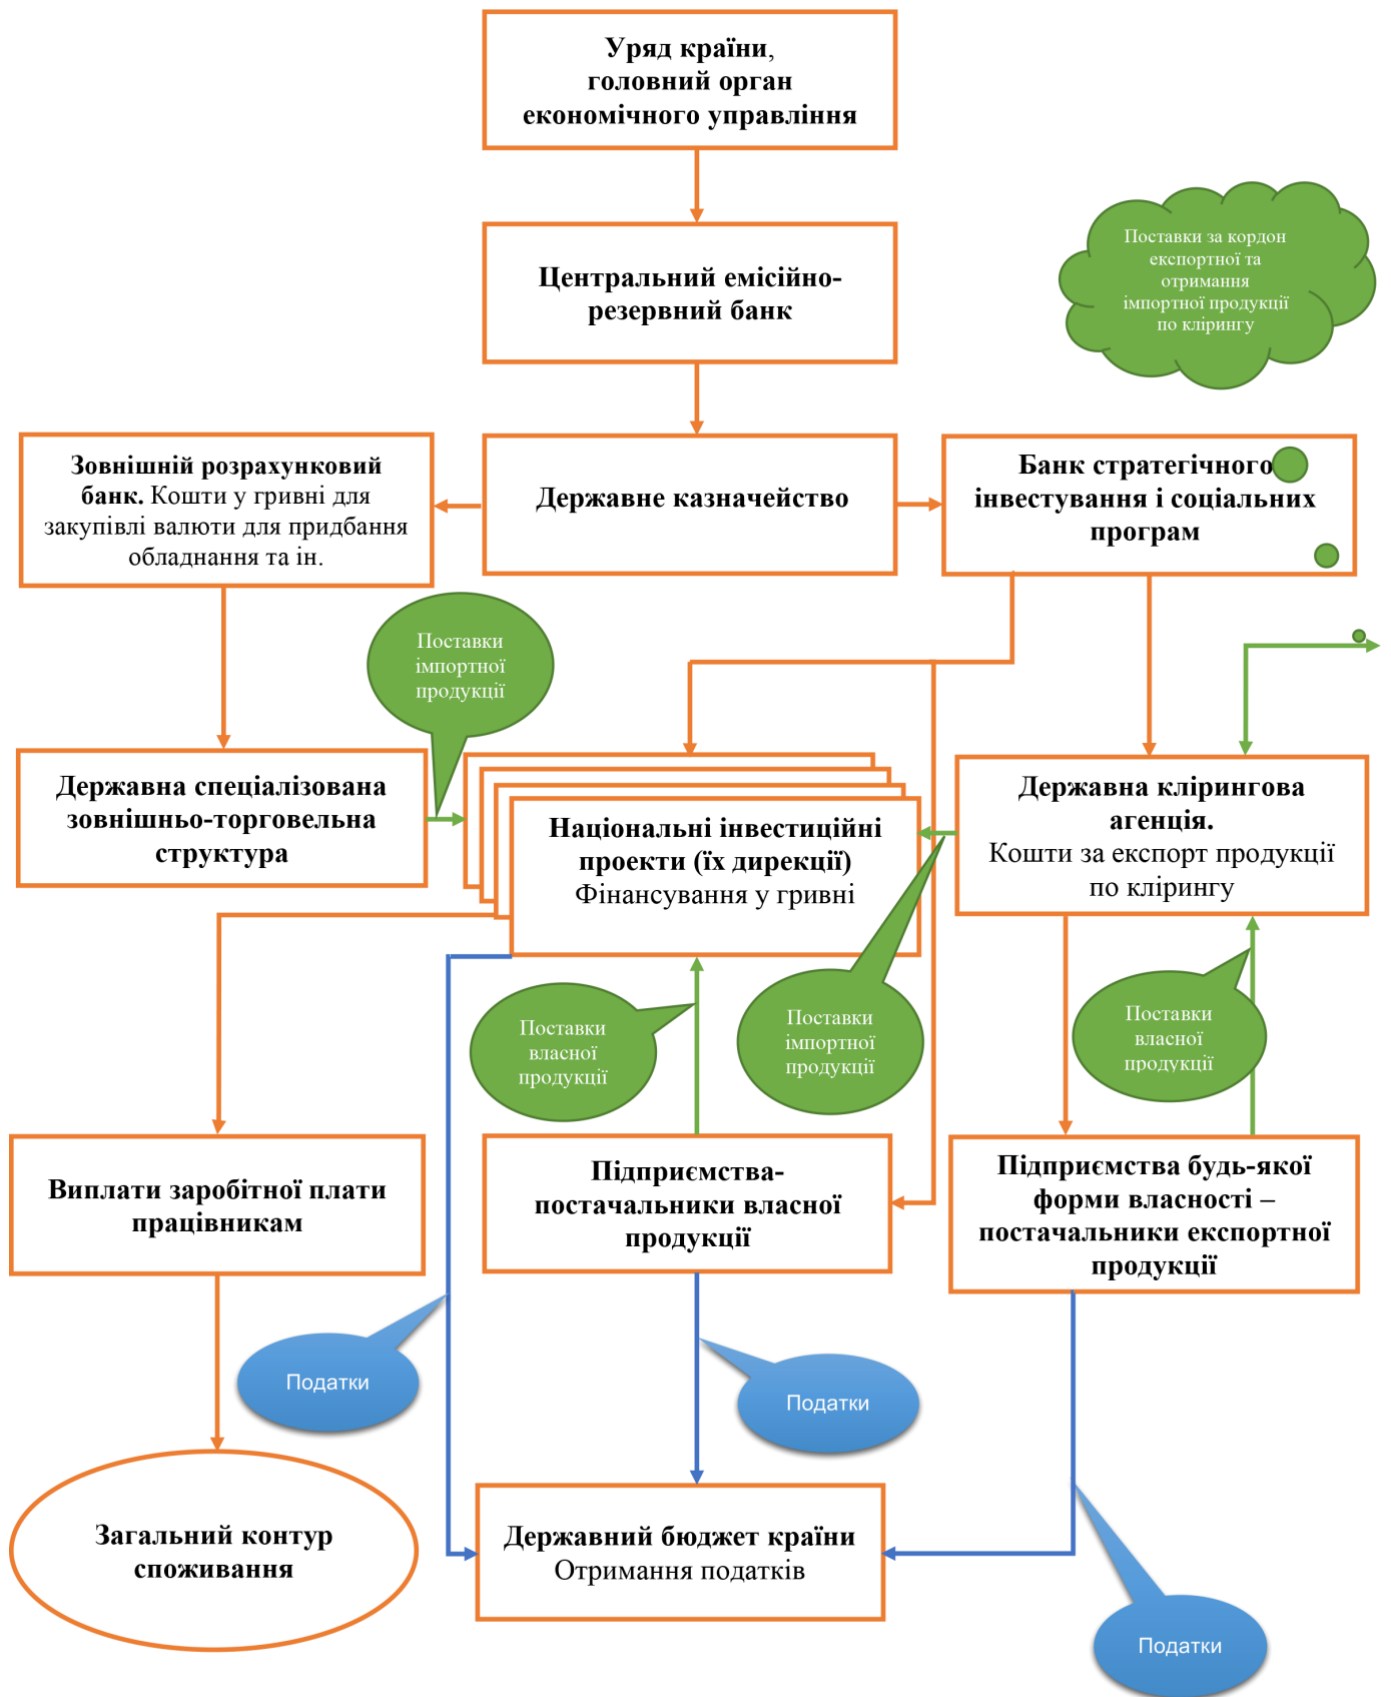 Уряд країни,
головний орган
економічного управління
Поставки за кордон
експортної та
отримання
імпортної продукції
по клірингу
Центральний емісійно-
резервний банк
Зовнішній розрахунковий
банк. Кошти у гривні для
закупівлі валюти для придбання
обладнання та ін.
Державне казначейство
Банк стратегічного
інвестування і соціальних
програм
Поставки
імпортної
продукції
Державна спеціалізована
зовнішньо-торговельна
структура
Національні інвестиційні
проекти (їх дирекції)
Фінансування у гривні
Державна клірингова
агенція.
Кошти за експорт продукції
по клірингу
Поставки
власної
продукції
Поставки
імпортної
продукції
Поставки
власної
продукції
Виплати заробітної плати
працівникам
Підприємства-
постачальники власної
продукції
Підприємства будь-якої
форми власності –
постачальники експортної
продукції
Податки
Податки
Загальний контур
споживання
Державний бюджет країни
Отримання податків
Податки